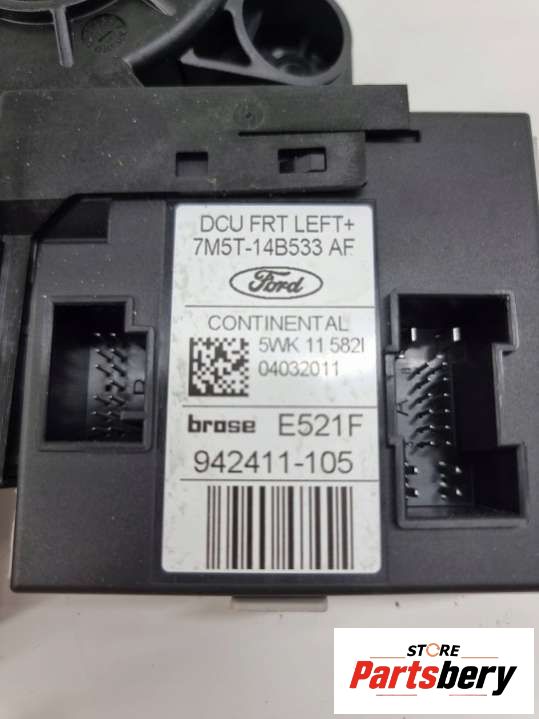 DCU FRT LEFT+
7M5T-14B533 AF
Ford
CONTINENTAL
5WK 11 582I
04032011
brose E521F
942411-105
A
STORE
Partsbery